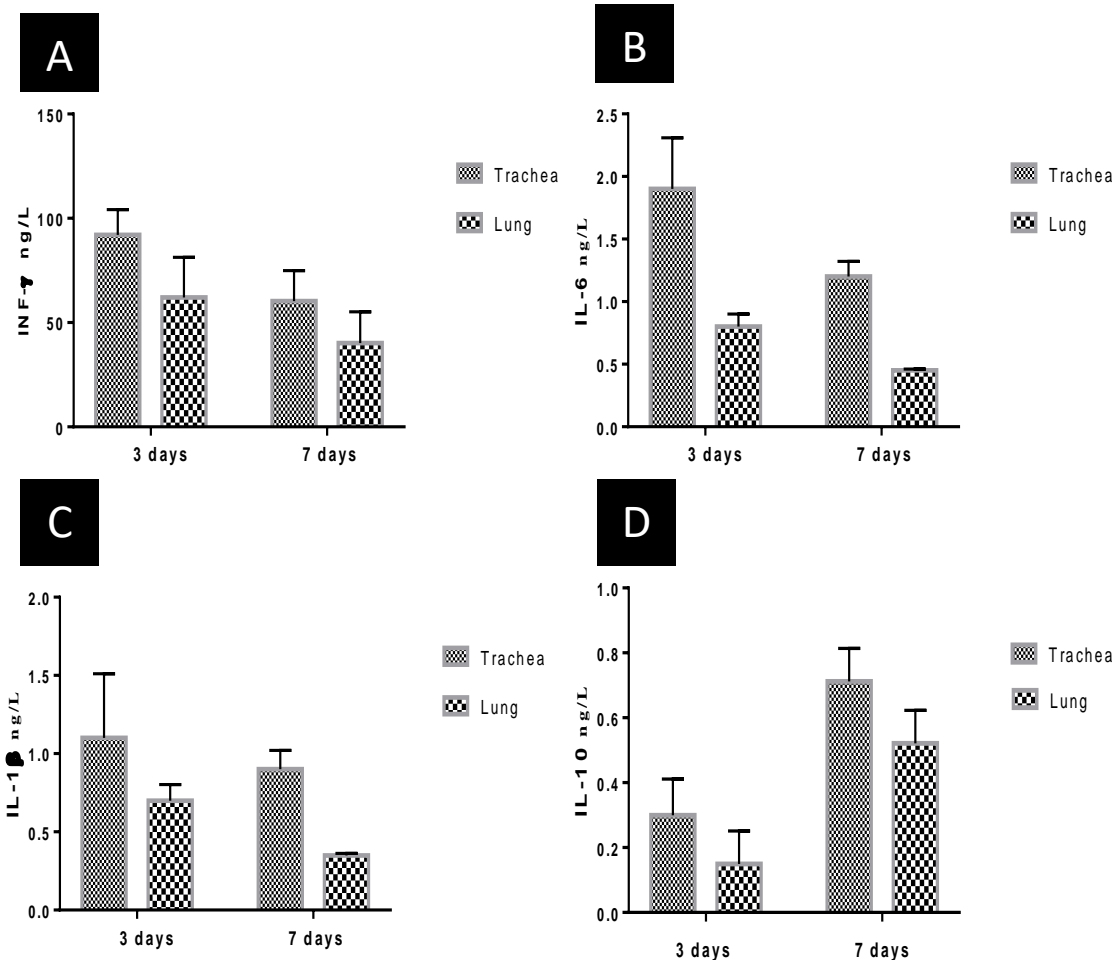 A
150
100
50
0
INF-γ ng/L
3 days
7 days
Trachea
Lung
B
2.5
2.0
1.5
1.0
0.5
0.0
IL-6 ng/L
3 days
7 days
Trachea
Lung
C
2.0
1.5
1.0
0.5
0.0
IL-1β ng/L
3 days
7 days
Trachea
Lung
D
1.0
0.8
0.6
0.4
0.2
0.0
IL-10 ng/L
3 days
7 days
Trachea
Lung